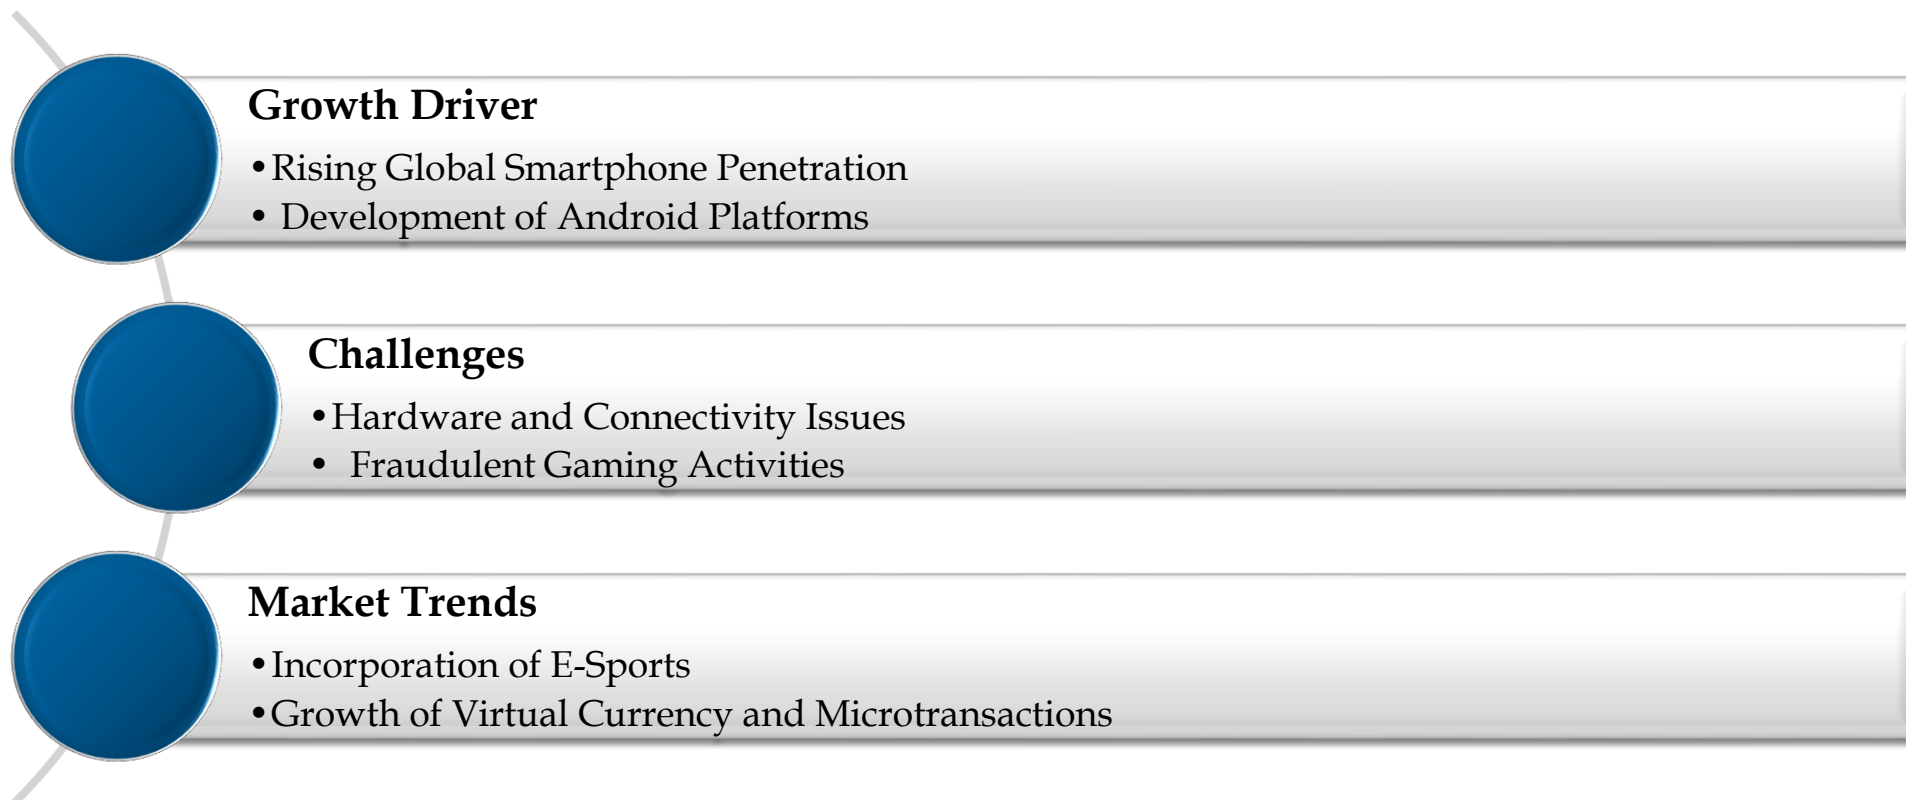 Growth Driver
•Rising Global Smartphone Penetration
• Development of Android Platforms
Challenges
•Hardware and Connectivity Issues
• Fraudulent Gaming Activities
Market Trends
•Incorporation of E-Sports
•Growth of Virtual Currency and Microtransactions